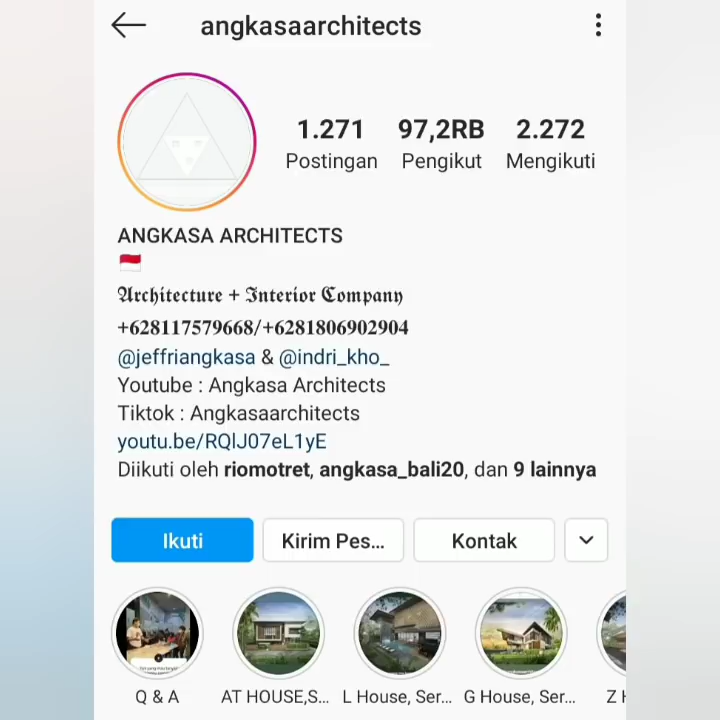 angkasaarchitects
1.271 97,2RB 2.272
Postingan Pengikut Mengikuti
ANGKASA ARCHITECTS
𝕬𝖗𝖈𝖍𝖎𝖙𝖊𝖈𝖙𝖚𝖗𝖊 + 𝕴𝖓𝖙𝖊𝖗𝖎𝖔𝖗 𝕮𝖔𝖒𝖕𝖆𝖓𝖞
+628117579668/+6281806902904
@jeffriangkasa & @indri_kho_
Youtube : Angkasa Architects
Tiktok : Angkasaarchitects
youtu.be/RQlJ07eL1yE
Diikuti oleh riomotret, angkasa_bali20, dan 9 lainnya
Ikuti Kirim Pes... Kontak
Q & A AT HOUSE,S... L House, Ser... G House, Ser... Z